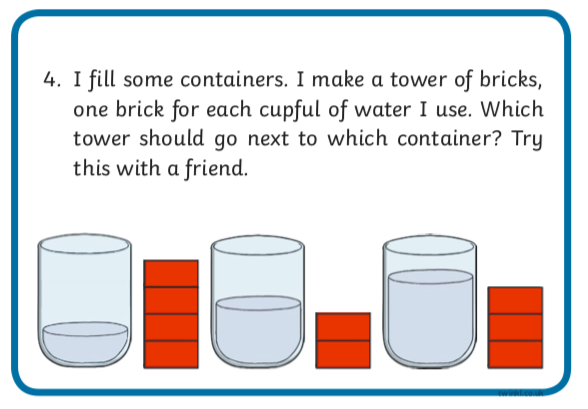 4. I fill some containers. I make a tower of bricks,
one brick for each cupful of water I use. Which
tower should go next to which container? Try
this with a friend.